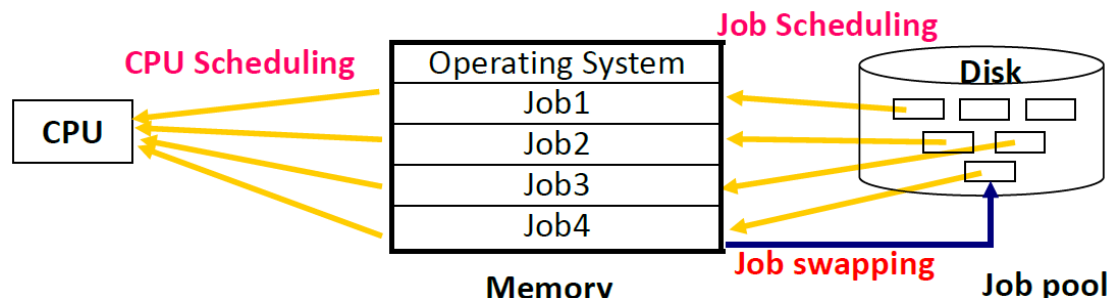 Job Scheduling
CPU Scheduling
Operating System
Disk
Job1
CPU
Job2
Job3
Job4
Job swapping
Memory
Job pool